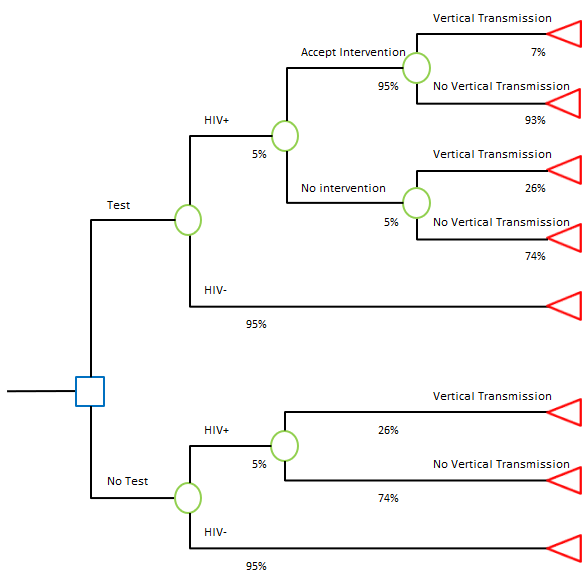 Vertical Transmission
7%
Accept Intervention
95%
No Vertical Transmission
93%
HIV+
5%
Vertical Transmission
26%
No intervention
5%
No Vertical Transmission
74%
Test
HIV-
95%
Vertical Transmission
26%
HIV+
5%
No Vertical Transmission
74%
No Test
HIV-
95%